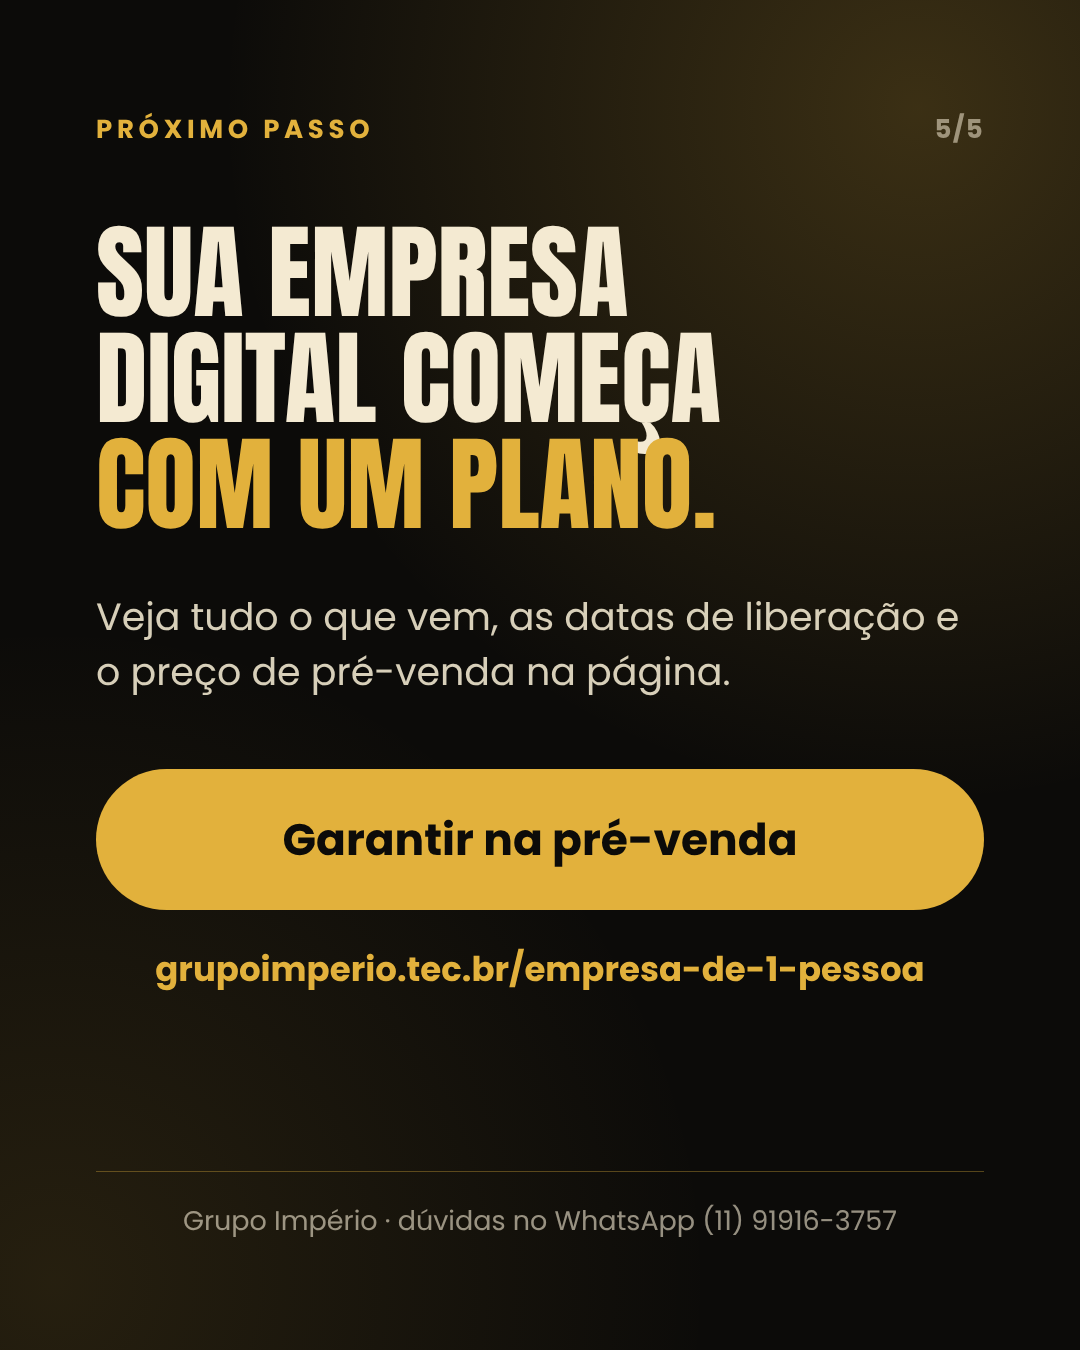 PRÓXIMO PASSO
5/5
SUA EMPRESA
DIGITAL COMEÇA
COM UM PLANO.
Veja tudo o que vem, as datas de liberação e
o preço de pré-venda na página.
Garantir na pré-venda
grupoimperio.tec.br/empresa-de-1-pessoa
Grupo Império · dúvidas no WhatsApp (11) 91916-3757